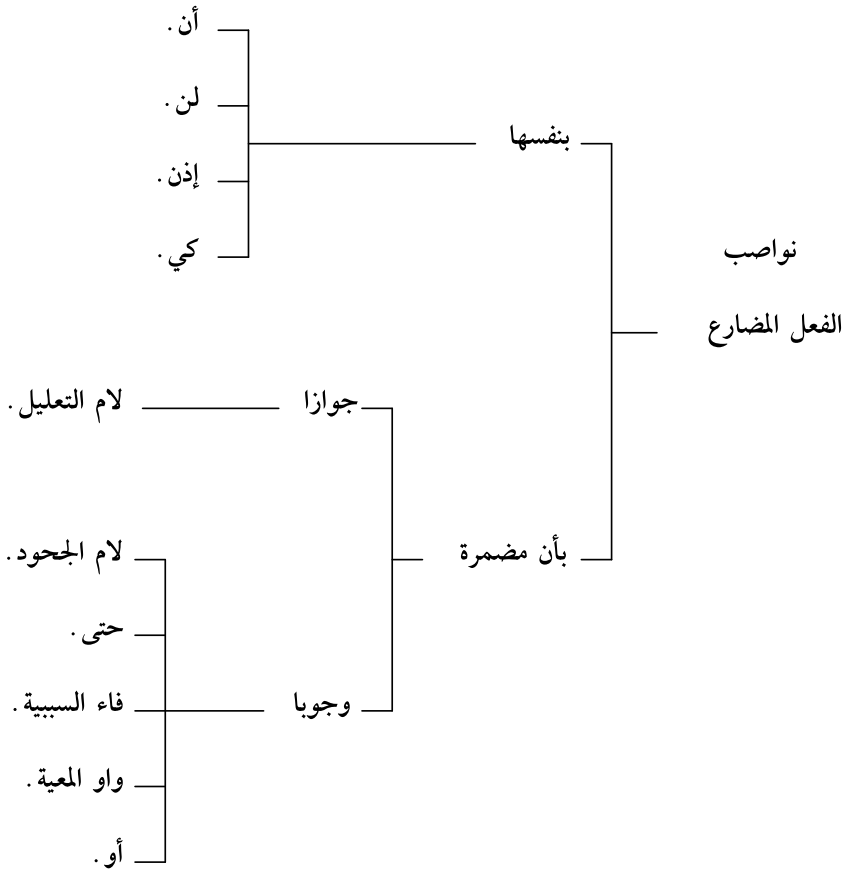 نواصب
الفعل المضارع
بنفسها
أن.
لن.
إذن.
كي.
بأن مضمرة
جوازا
لام التعليل.
وجوبا
لام الجحود.
حتى.
فاء السببية.
واو المعية.
أو.